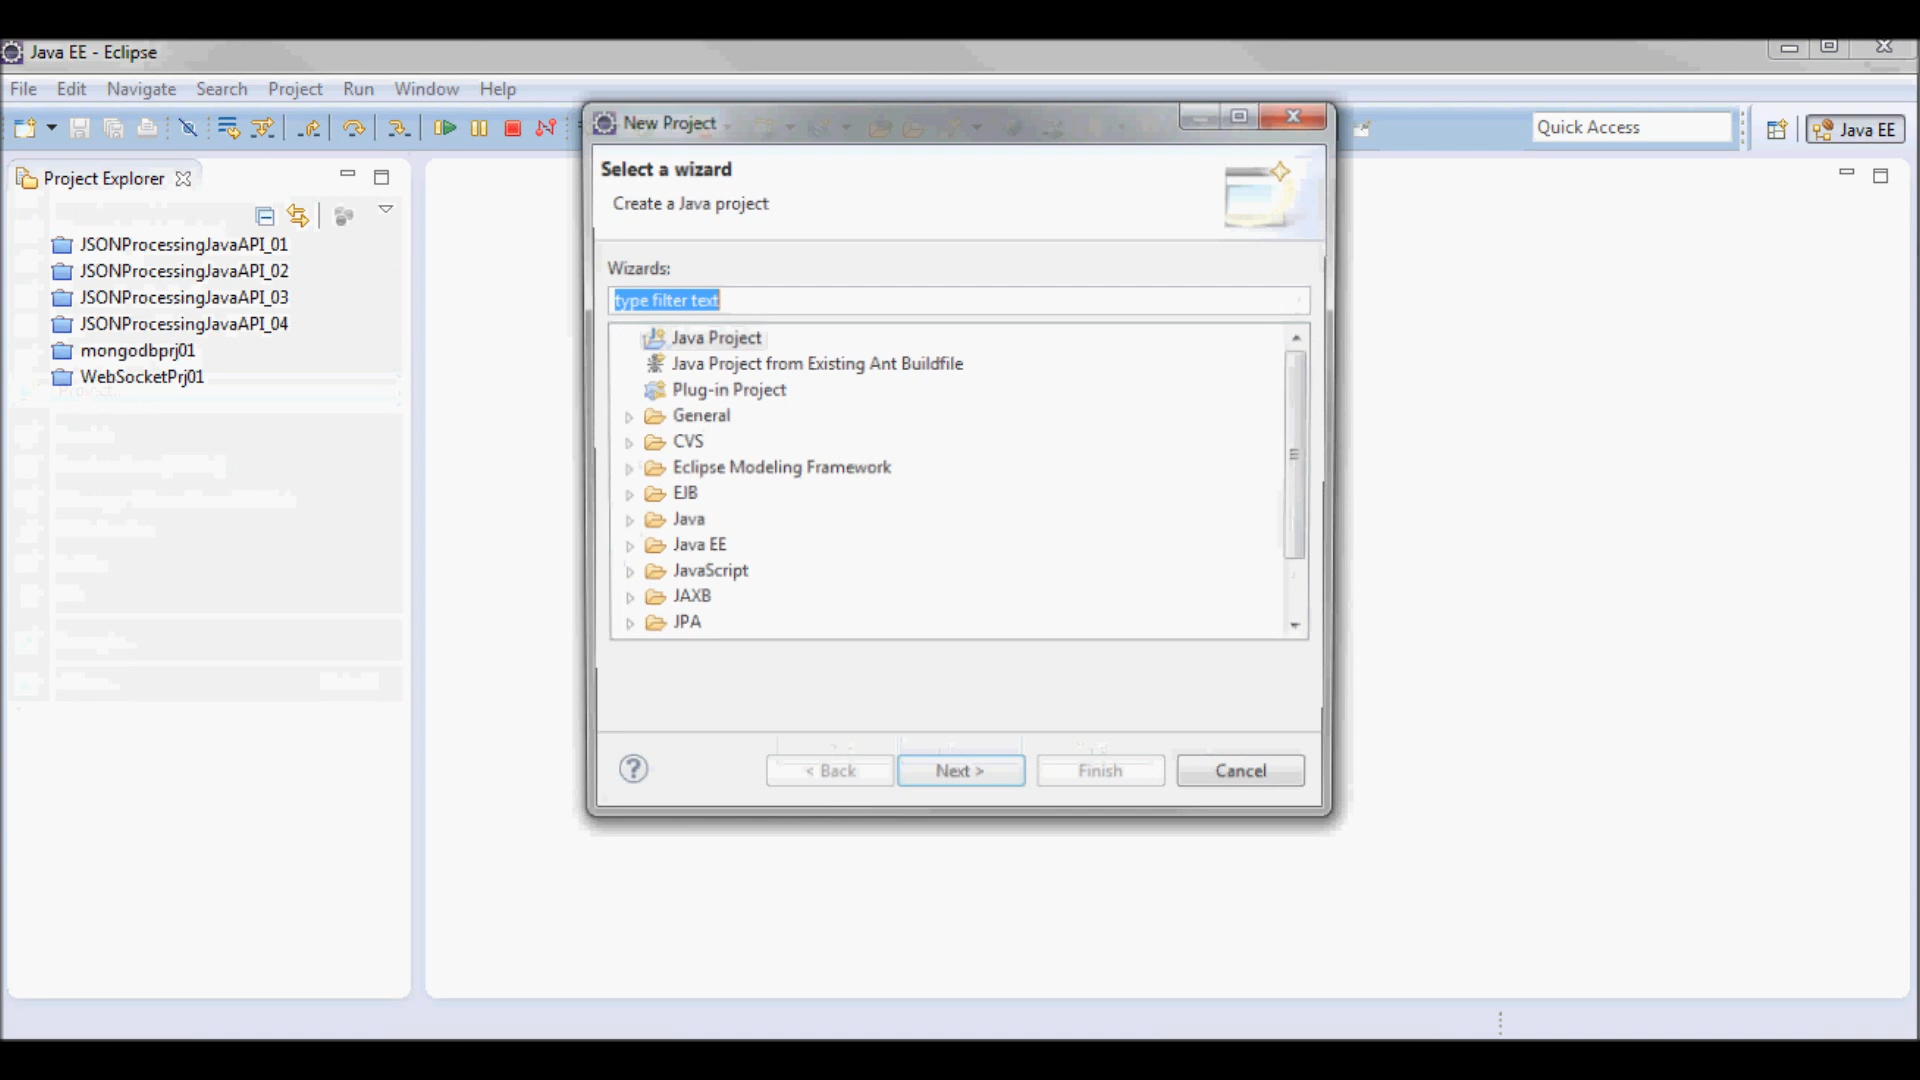 Java EE - Eclipse
File Edit Navigate Search Project Run Window Help
Quick Access
Java EE
Project Explorer
JSONProcessingJavaAPI_01
JSONProcessingJavaAPI_02
JSONProcessingJavaAPI_03
JSONProcessingJavaAPI_04
mongodbprj01
WebSocketPrj01
New Project
Select a wizard
Create a Java project
Wizards:
type filter text
Java Project
Java Project from Existing Ant Buildfile
Plug-in Project
General
CVS
Eclipse Modeling Framework
EJB
Java
Java EE
JavaScript
JAXB
JPA
< Back
Next >
Finish
Cancel